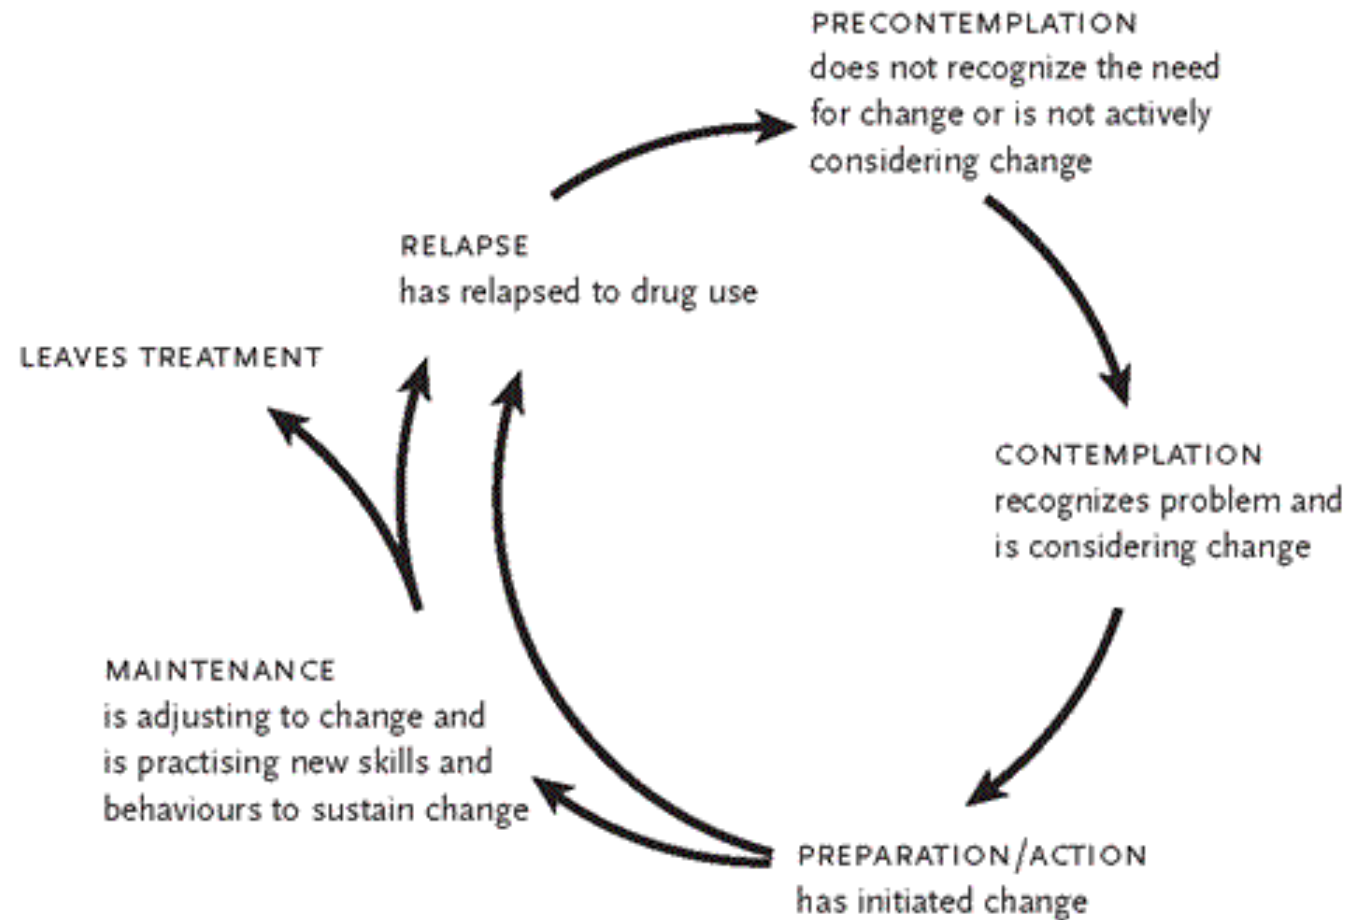 PRECONTEMPLATION
does not recognize the need
for change or is not actively
considering change
RELAPSE
has relapsed to drug use
LEAVES TREATMENT
CONTEMPLATION
recognizes problem and
is considering change
MAINTENANCE
is adjusting to change and
is practising new skills and
behaviours to sustain change
PREPARATION/ACTION
has initiated change